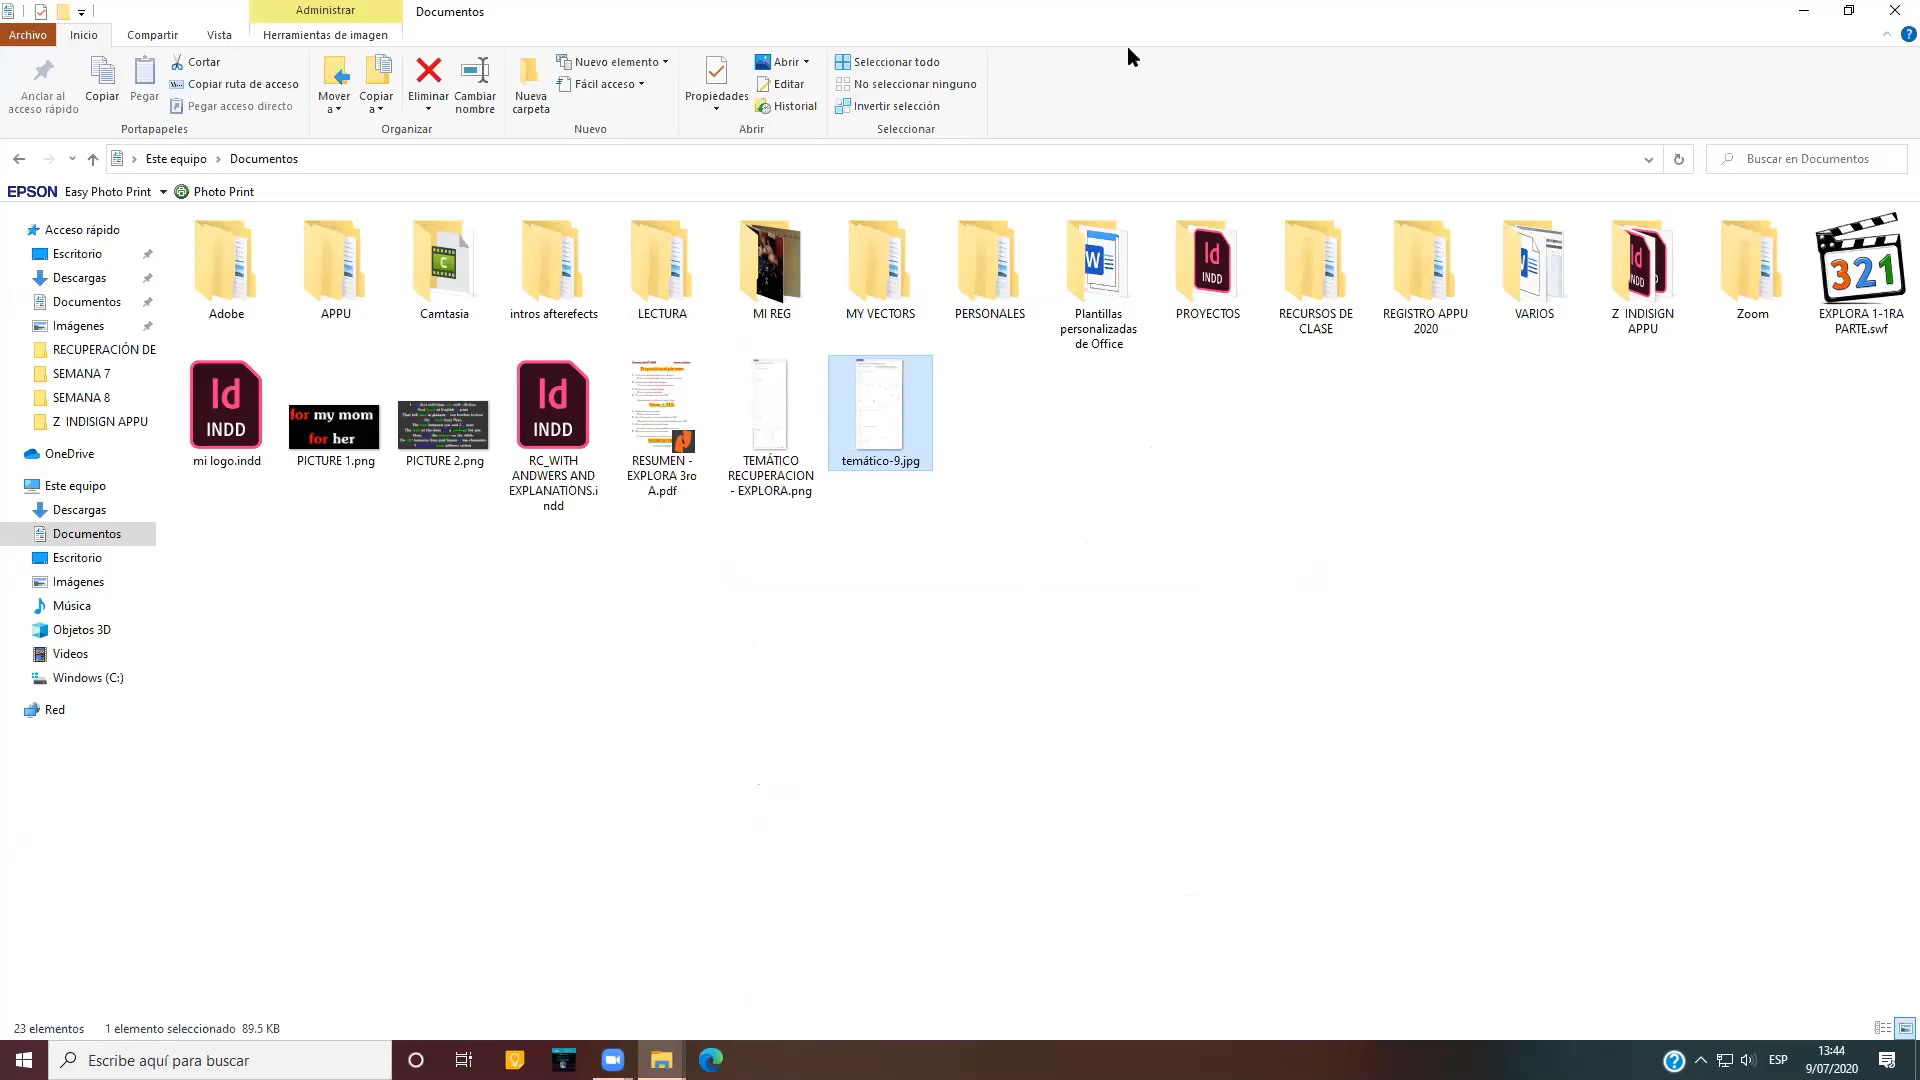 Administrar
Documentos
Archivo
Inicio
Compartir
Vista
Herramientas de imagen
Anclar al
acceso rápido
Copiar
Pegar
Cortar
Copiar ruta de acceso
Pegar acceso directo
Portapapeles
Mover
a
Copiar
a
Eliminar
Cambiar
nombre
Organizar
Nueva
carpeta
Nuevo elemento
Fácil acceso
Nuevo
Propiedades
Abrir
Editar
Historial
Abrir
Seleccionar todo
No seleccionar ninguno
Invertir selección
Seleccionar
Este equipo
Documentos
Buscar en Documentos
EPSON Easy Photo Print
Photo Print
Acceso rápido
Escritorio
Descargas
Documentos
Imágenes
RECUPERACIÓN DE
SEMANA 7
SEMANA 8
Z INDISIGN APPU
OneDrive
Este equipo
Descargas
Documentos
Escritorio
Imágenes
Música
Objetos 3D
Videos
Windows (C:)
Red
Adobe
APPU
Camtasia
intros afterefects
LECTURA
MI REG
MY VECTORS
PERSONALES
Plantillas
personalizadas
de Office
PROYECTOS
RECURSOS DE
CLASE
REGISTRO APPU
2020
VARIOS
Z INDISIGN
APPU
Zoom
321
EXPLORA 1-1RA
PARTE.swf
Id
INDD
mi logo.indd
for my mom
for her
PICTURE 1.png
PICTURE 2.png
Id
INDD
RC_WITH
ANDWERS AND
EXPLANATIONS.i
ndd
RESUMEN -
EXPLORA 3ro
A.pdf
TEMÁTICO
RECUPERACION
- EXPLORA.png
temático-9.jpg
23 elementos
1 elemento seleccionado 89.5 KB
Escribe aquí para buscar
ESP
13:44
9/07/2020